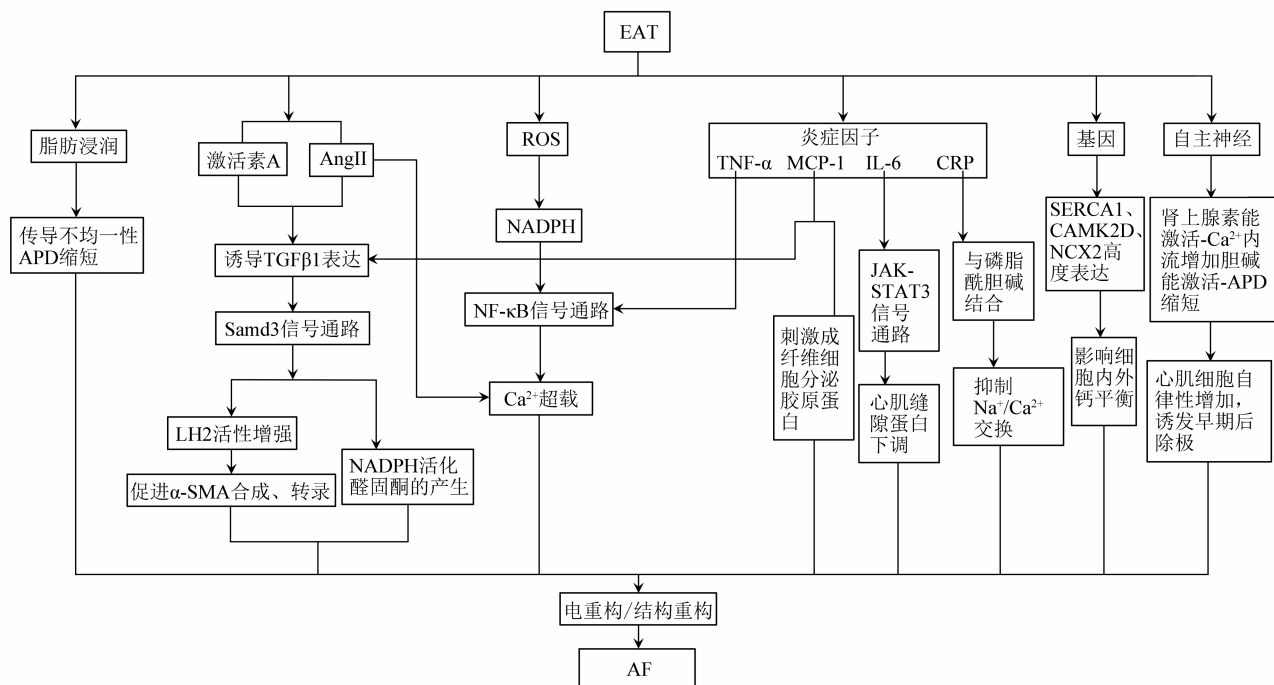 EAT
脂肪浸润
激活素A
AngII
ROS
炎症因子
TNF-α MCP-1 IL-6 CRP
基因
自主神经
传导不均一性
APD缩短
诱导TGFβ1表达
Samd3信号通路
LH2活性增强
促进α-SMA合成、转录
NADPH活化
醛固酮的产生
NADPH
NF-κB信号通路
Ca²⁺超载
刺激成
纤维细
胞分泌
胶原蛋
白
JAK-
STAT3
信号
通路
心肌缝
隙蛋白
下调
与磷脂
酰胆碱
结合
抑制
Na⁺/Ca²⁺
交换
SERCA1、
CAMK2D、
NCX2高
度表达
影响细
胞内外
钙平衡
肾上腺素能
激活-Ca²⁺内
流增加胆碱
能激活-APD
缩短
心肌细胞自
律性增加，
诱发早期后
除极
电重构/结构重构
AF